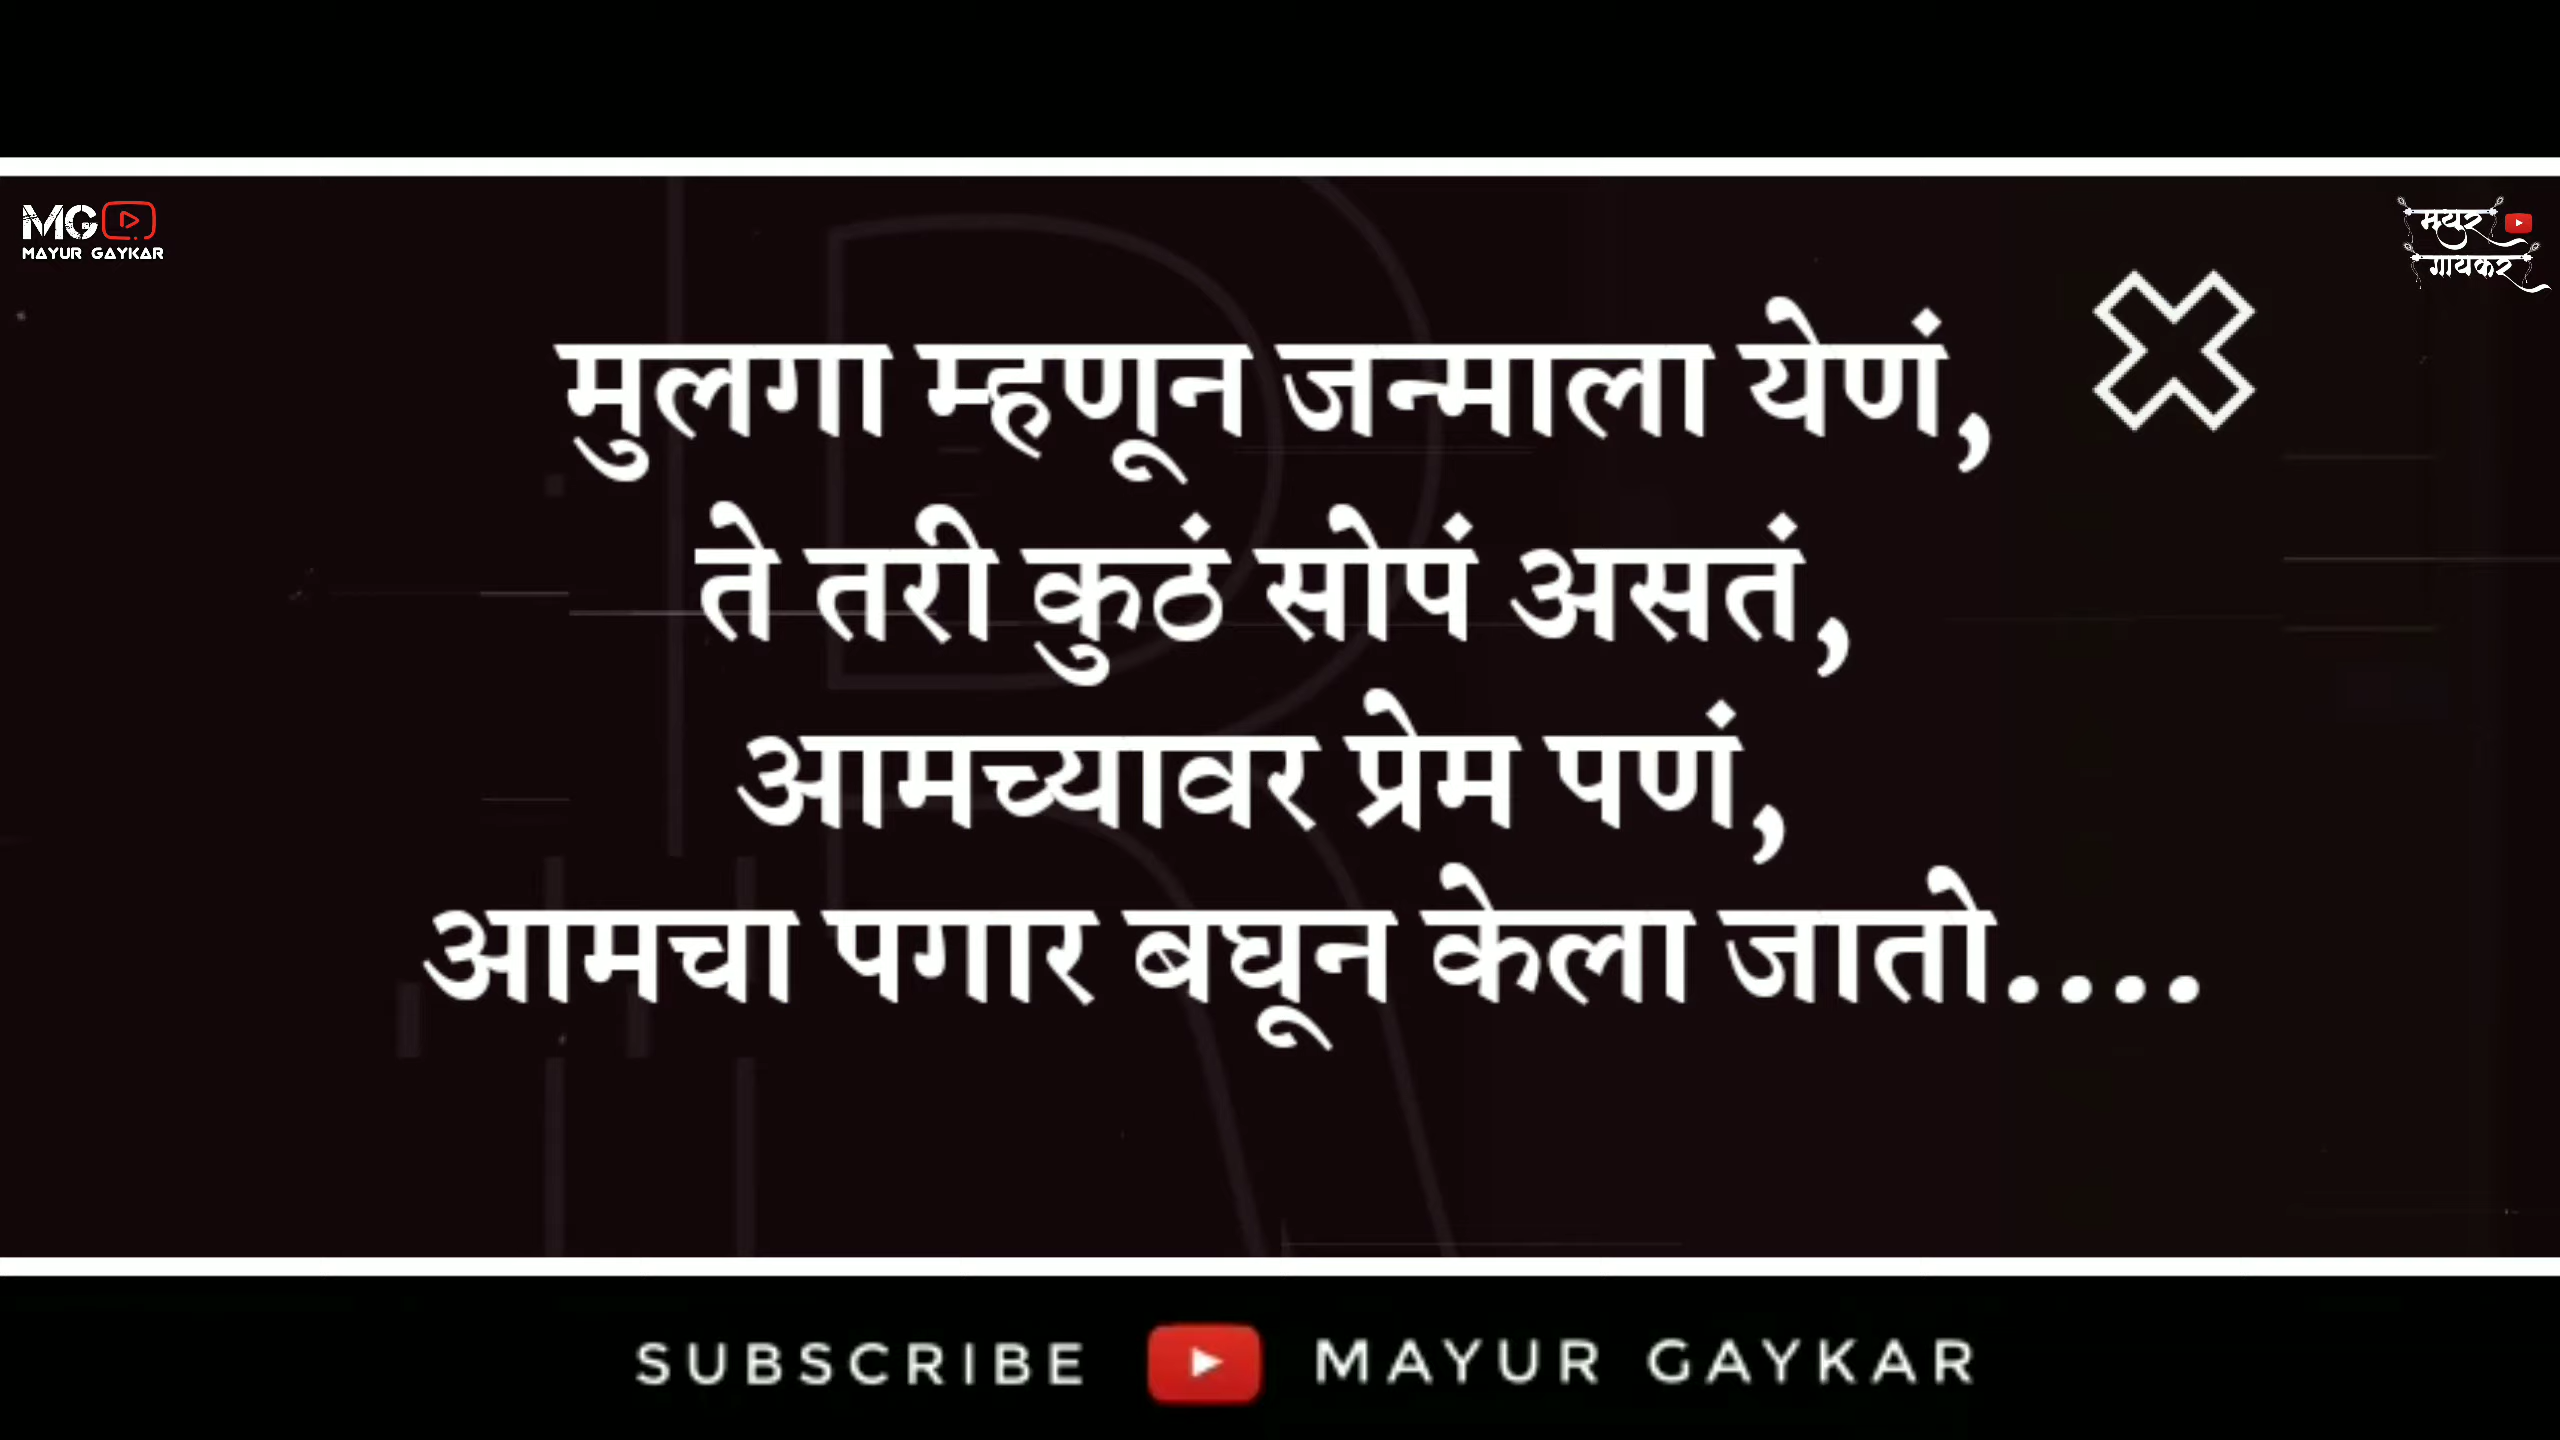 MG
MAYUR GAYKAR
मयुर
गायकर
मुलगा म्हणून जन्माला येणं,
ते तरी कुठं सोपं असतं,
आमच्यावर प्रेम पणं,
आमचा पगार बघून केला जातो....
SUBSCRIBE MAYUR GAYKAR